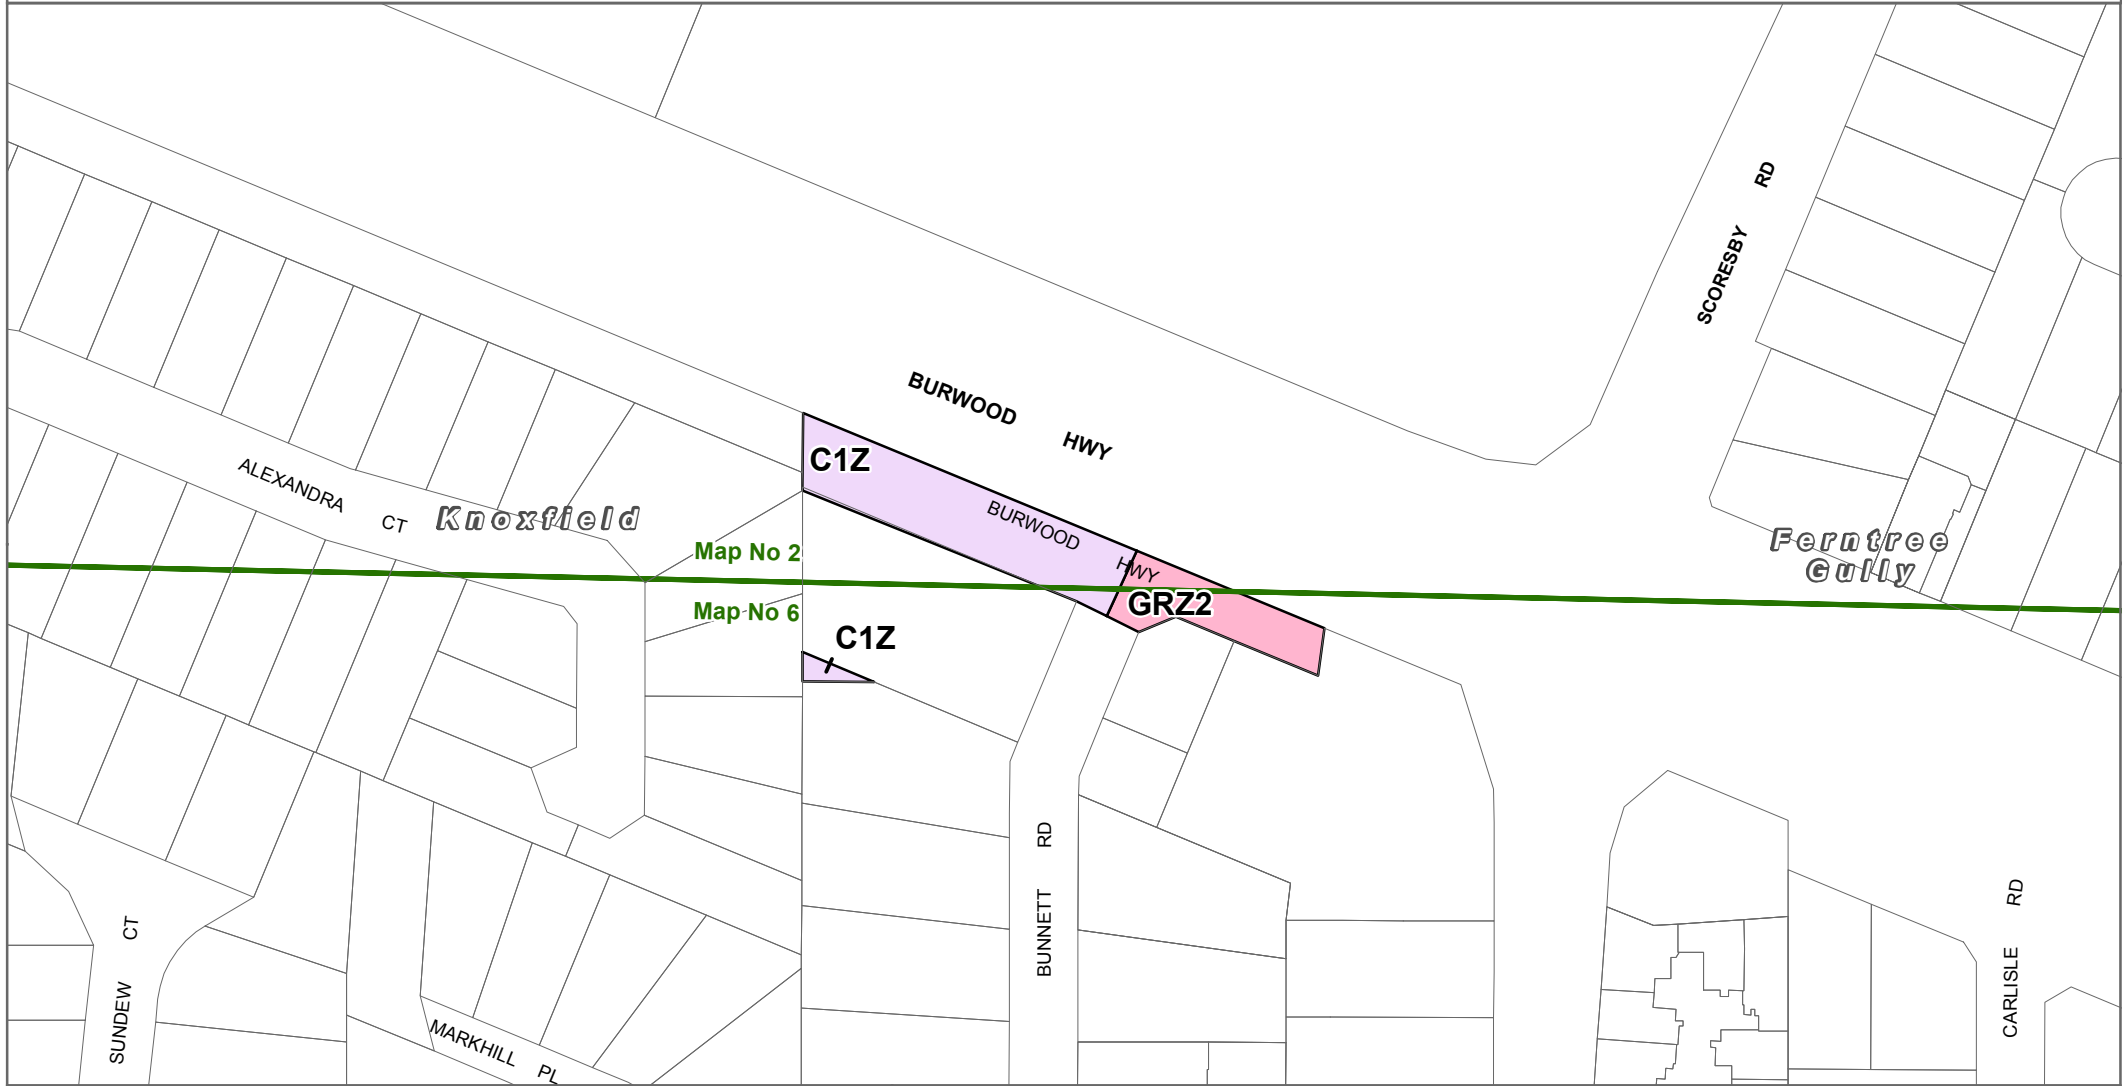 SCORESBY RD
BURWOOD HWY
C1Z
ALEXANDRA CT
Knoxfield
BURWOOD HWY
Map No 2
Ferntree
Gully
GRZ2
Map No 6
C1Z
BUNNETT RD
SUNDEW CT
CARLISLE RD
MARKHILL PL